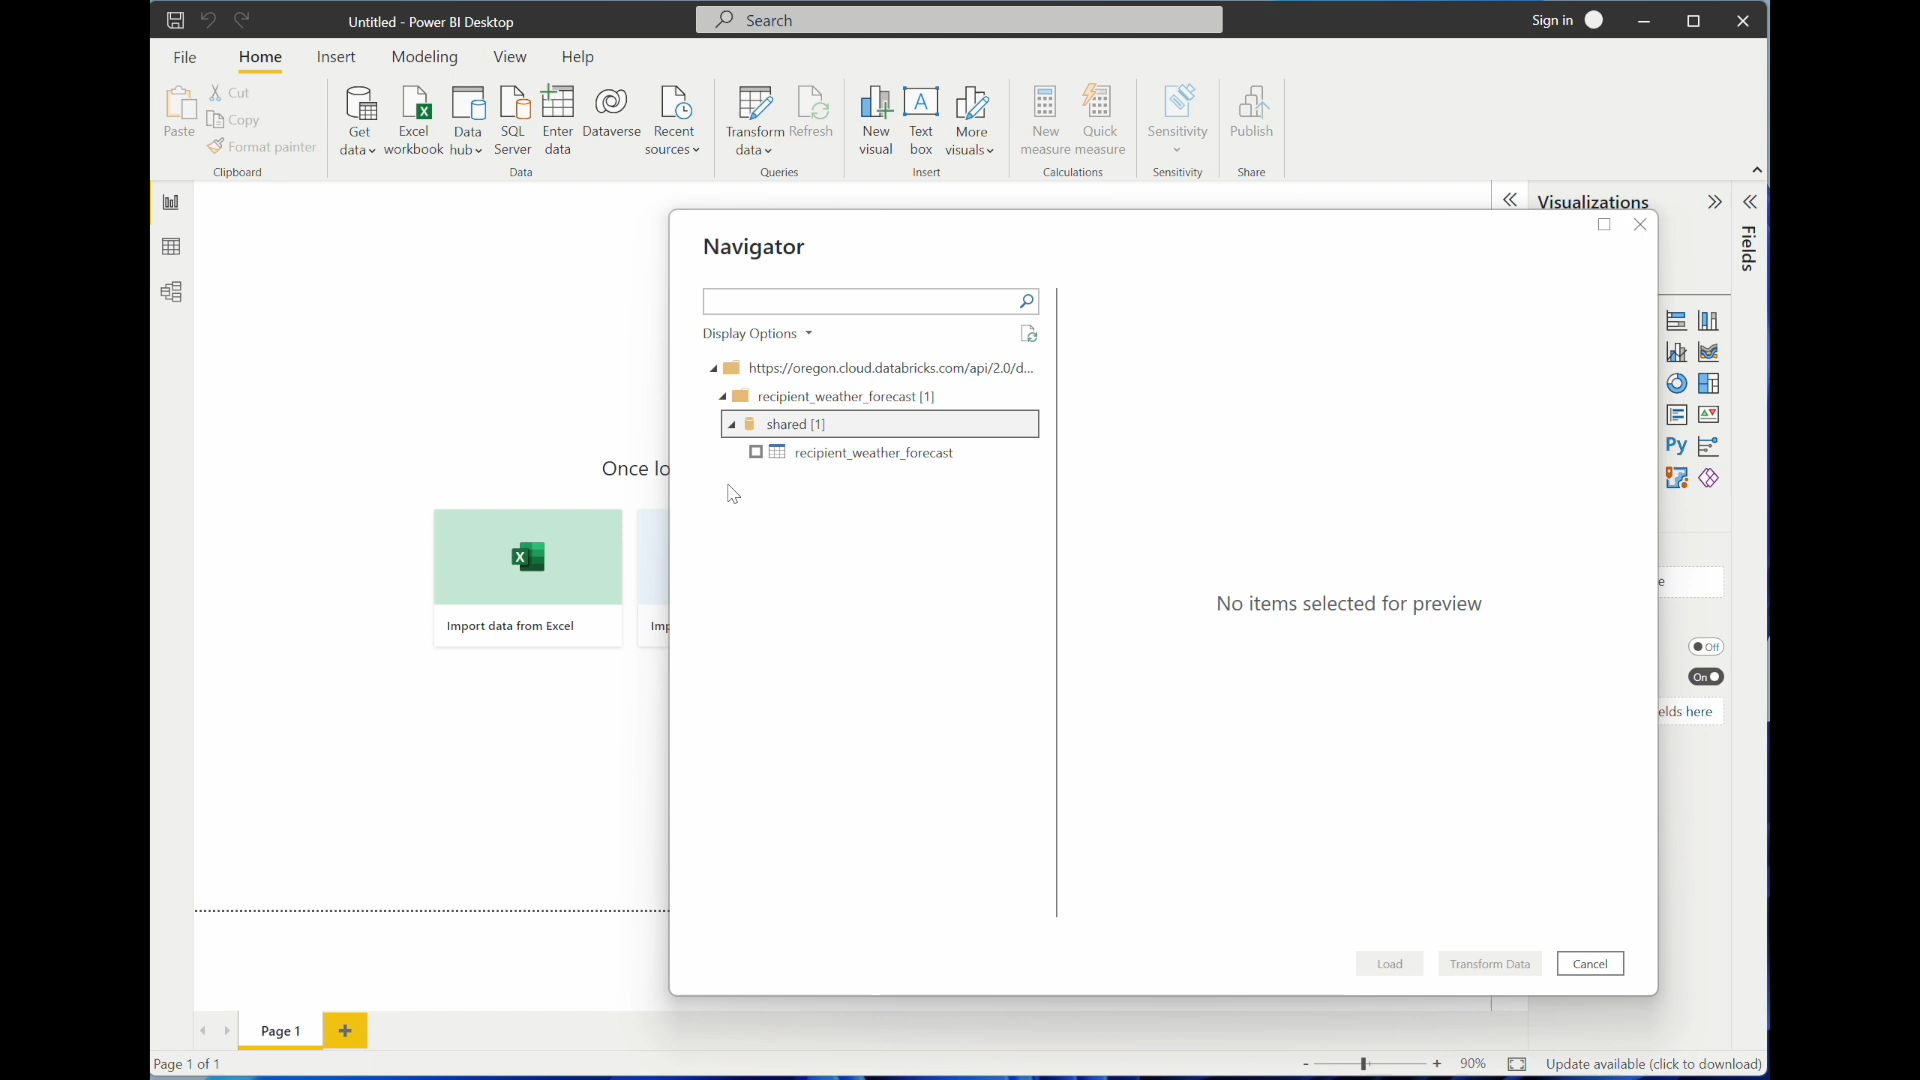 Untitled - Power BI Desktop
Search
Sign in
File Home Insert Modeling View Help
Paste
Cut
Copy
Format painter
Clipboard
Get data
Excel workbook
Data hub
SQL Server
Enter data
Dataverse
Recent sources
Data
Transform data
Refresh
Queries
New visual
Text box
More visuals
Insert
New measure
Quick measure
Calculations
Sensitivity
Sensitivity
Publish
Share
Visualizations
Fields
Navigator
Display Options
https://oregon.cloud.databricks.com/api/2.0/d...
recipient_weather_forecast [1]
shared [1]
recipient_weather_forecast
No items selected for preview
Load
Transform Data
Cancel
Once lo
Import data from Excel
Imp
Py
e
Off
On
elds here
Page 1
Page 1 of 1
- + 90%
Update available (click to download)